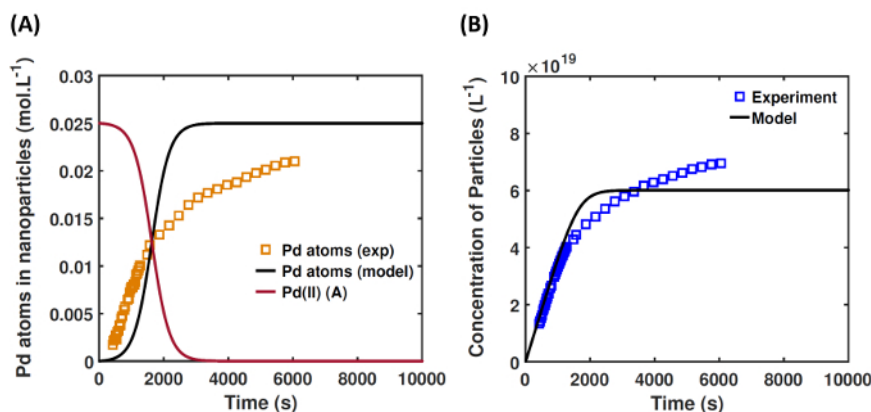 (A)
Pd atoms in nanoparticles (mol.L⁻¹)
0.03
0.025
0.02
0.015
0.01
0.005
0
Pd atoms (exp)
Pd atoms (model)
Pd(II) (A)
0 2000 4000 6000 8000 10000
Time (s)
(B)
Concentration of Particles (L⁻¹)
× 10¹⁹
10
8
6
4
2
0
Experiment
Model
0 2000 4000 6000 8000 10000
Time (s)